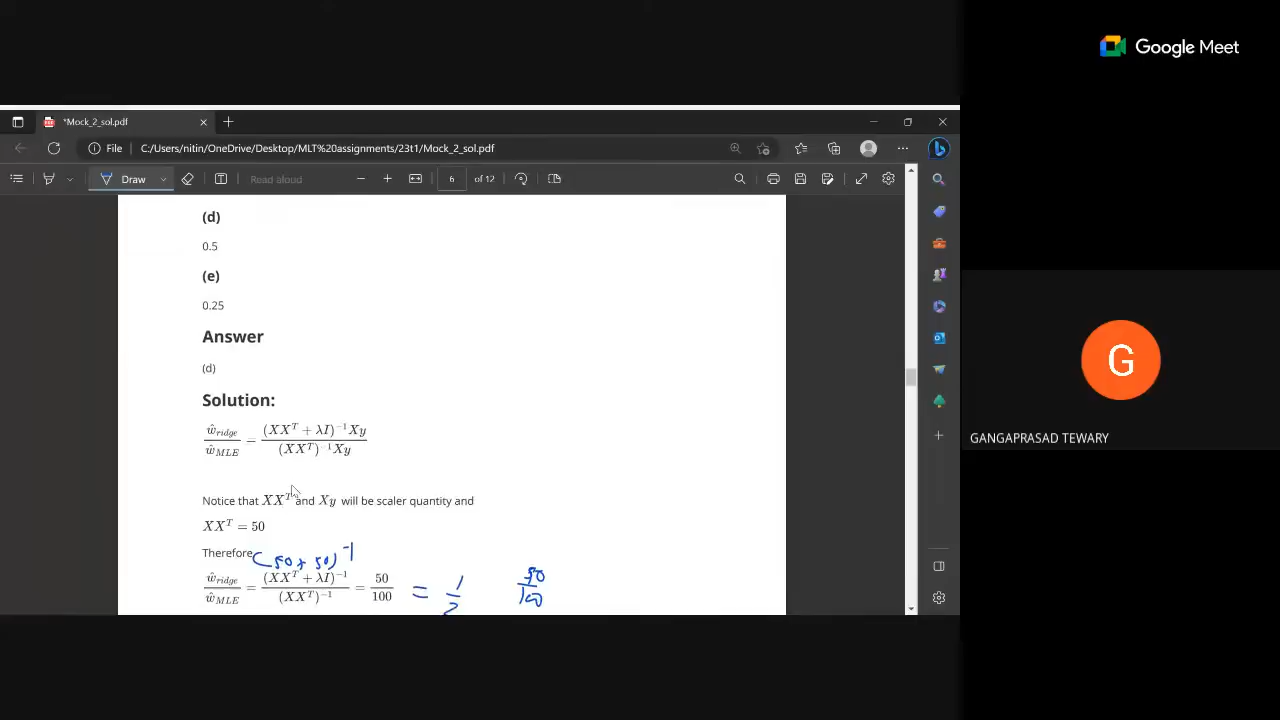 Google Meet
*Mock_2_sol.pdf
File C:/Users/nitin/OneDrive/Desktop/MLT%20assignments/23t1/Mock_2_sol.pdf
Draw Read aloud 6 of 12
(d)
0.5
(e)
0.25
Answer
(d)
Solution:
ŵ_ridge / ŵ_MLE = (XX^T + λI)^−1 Xy / (XX^T)^−1 Xy
Notice that XX^T and Xy will be scaler quantity and
XX^T = 50
Therefore (50 + 50)^−1
ŵ_ridge / ŵ_MLE = (XX^T + λI)^−1 / (XX^T)^−1 = 50 / 100 = 1 / 2 50 / 100
G
GANGAPRASAD TEWARY